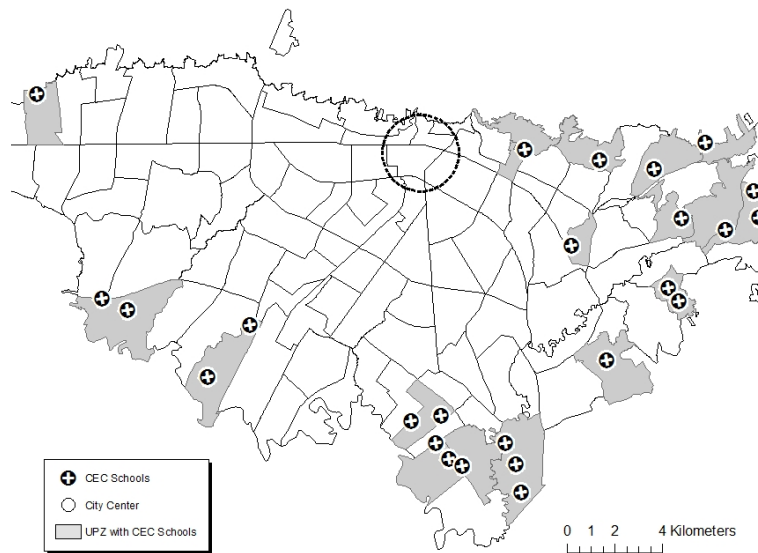 CEC Schools
City Center
UPZ with CEC Schools
0 1 2 4 Kilometers